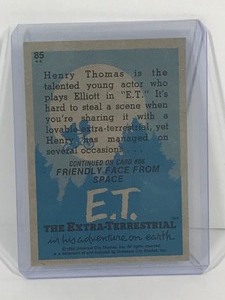 85
★★
Henry Thomas is the
talented young actor who
plays Elliott in "E.T." It's
hard to steal a scene when
you're sharing it with a
lovable extra-terrestrial, yet
Henry has managed on
several occasion
CONTINUED ON CARD #86
FRIENDLY FACE FROM
SPACE
E.T.
THE EXTRA-TERRESTRIAL
in his adventure on earth